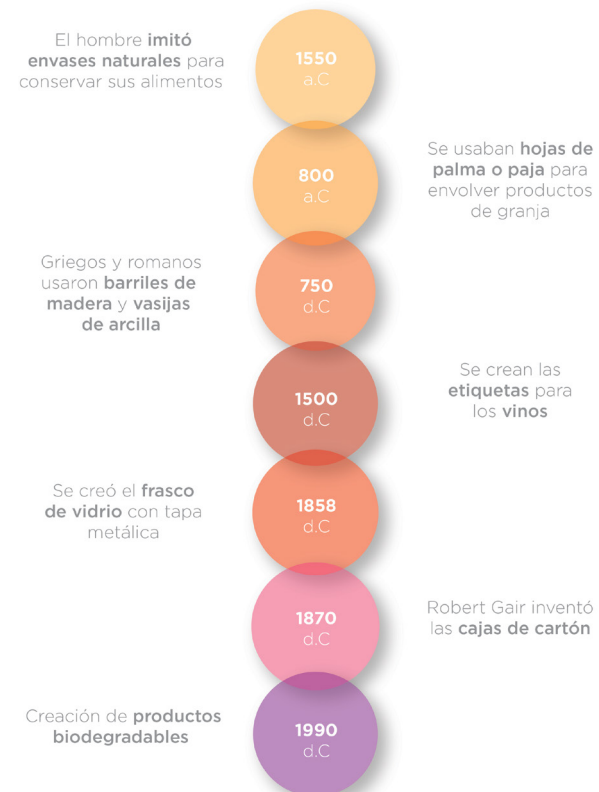 El hombre imitó
envases naturales para
conservar sus alimentos
1550
a.C
800
a.C
Se usaban hojas de
palma o paja para
envolver productos
de granja
Griegos y romanos
usaron barriles de
madera y vasijas
de arcilla
750
d.C
1500
d.C
Se crean las
etiquetas para
los vinos
Se creó el frasco
de vidrio con tapa
metálica
1858
d.C
1870
d.C
Robert Gair inventó
las cajas de cartón
Creación de productos
biodegradables
1990
d.C